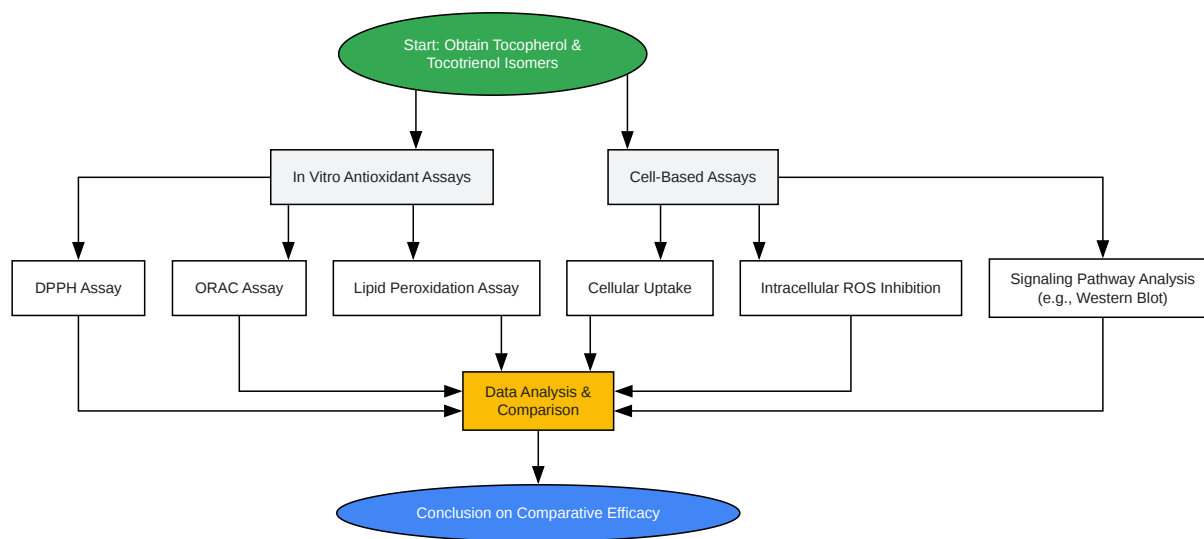 Start: Obtain Tocopherol &
Tocotrienol Isomers
In Vitro Antioxidant Assays
Cell-Based Assays
DPPH Assay
ORAC Assay
Lipid Peroxidation Assay
Cellular Uptake
Intracellular ROS Inhibition
Signaling Pathway Analysis
(e.g., Western Blot)
Data Analysis &
Comparison
Conclusion on Comparative Efficacy